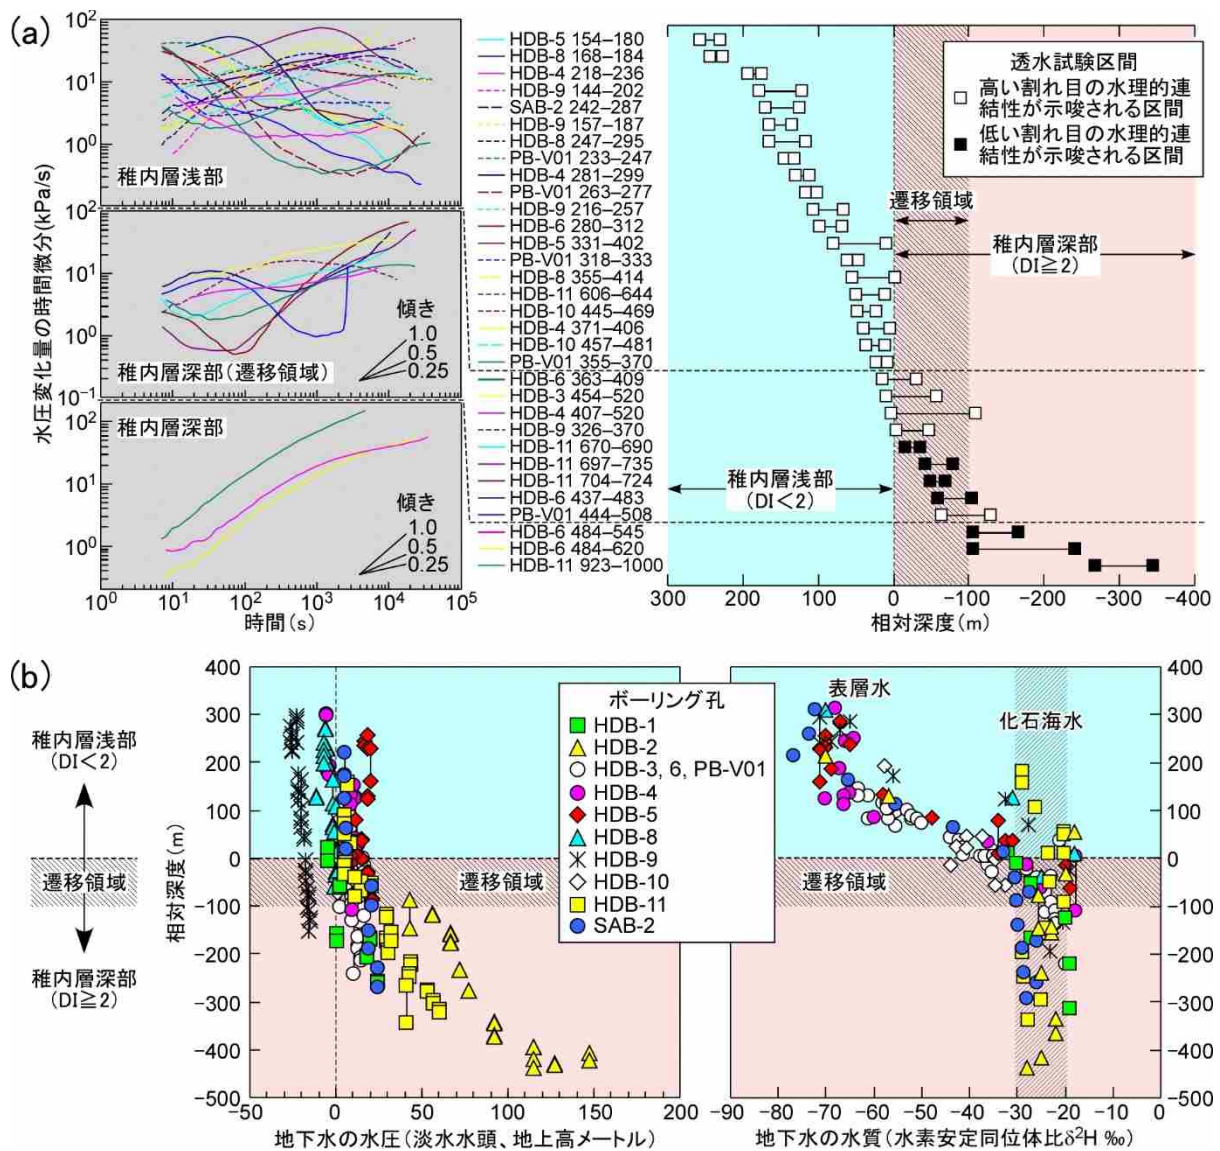 (a)
水圧変化量の時間微分(kPa/s)
10²
10¹
10⁰
10⁻¹
稚内層浅部
10²
10¹
10⁰
10⁻¹
稚内層深部(遷移領域)
傾き
1.0
0.5
0.25
10²
10¹
10⁰
稚内層深部
傾き
1.0
0.5
0.25
10⁰ 10¹ 10² 10³ 10⁴ 10⁵
時間(s)
HDB-5 154–180
HDB-8 168–184
HDB-4 218–236
HDB-9 144–202
SAB-2 242–287
HDB-9 157–187
HDB-8 247–295
PB-V01 233–247
HDB-4 281–299
PB-V01 263–277
HDB-9 216–257
HDB-6 280–312
HDB-5 331–402
PB-V01 318–333
HDB-8 355–414
HDB-11 606–644
HDB-10 445–469
HDB-4 371–406
HDB-10 457–481
PB-V01 355–370
HDB-6 363–409
HDB-3 454–520
HDB-4 407–520
HDB-9 326–370
HDB-11 670–690
HDB-11 697–735
HDB-11 704–724
HDB-6 437–483
PB-V01 444–508
HDB-6 484–545
HDB-6 484–620
HDB-11 923–1000
透水試験区間
高い割れ目の水理的連
結性が示唆される区間
低い割れ目の水理的連
結性が示唆される区間
遷移領域
稚内層深部
(DI≧2)
稚内層浅部
(DI<2)
300 200 100 0 −100 −200 −300 −400
相対深度(m)
(b)
稚内層浅部
(DI<2)
遷移領域
稚内層深部
(DI≧2)
相対深度(m)
400
300
200
100
0
−100
−200
−300
−400
−500
遷移領域
−50 0 50 100 150 200
地下水の水圧(淡水水頭、地上高メートル)
ボーリング孔
HDB-1
HDB-2
HDB-3, 6, PB-V01
HDB-4
HDB-5
HDB-8
HDB-9
HDB-10
HDB-11
SAB-2
表層水
化石海水
遷移領域
400
300
200
100
0
−100
−200
−300
−400
−500
−90 −80 −70 −60 −50 −40 −30 −20 −10 0
地下水の水質(水素安定同位体比δ²H ‰)